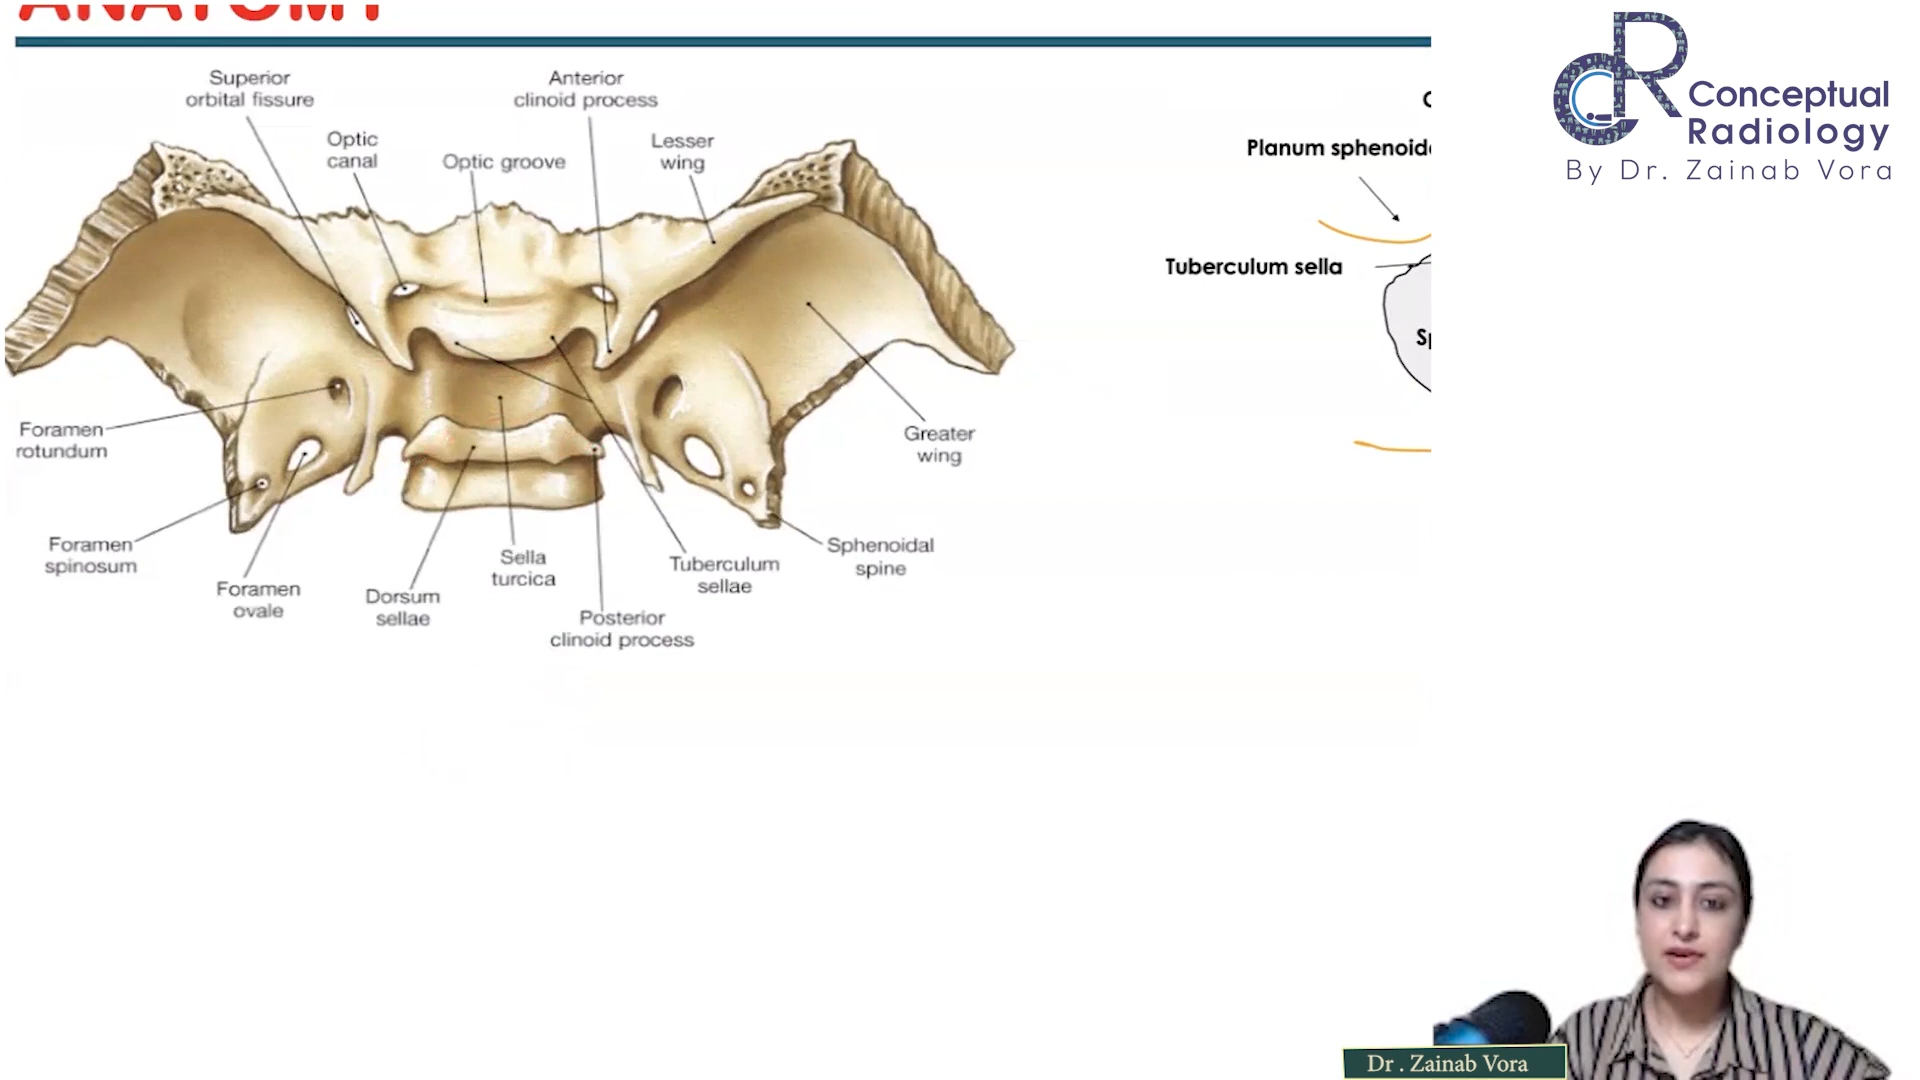 ANATOMY
Superior
orbital fissure
Anterior
clinoid process
Optic
canal
Optic groove
Lesser
wing
Foramen
rotundum
Greater
wing
Foramen
spinosum
Foramen
ovale
Dorsum
sellae
Sella
turcica
Posterior
clinoid process
Tuberculum
sellae
Sphenoidal
spine
Planum sphenoid
Tuberculum sella
CR Conceptual
Radiology
By Dr. Zainab Vora
Dr . Zainab Vora